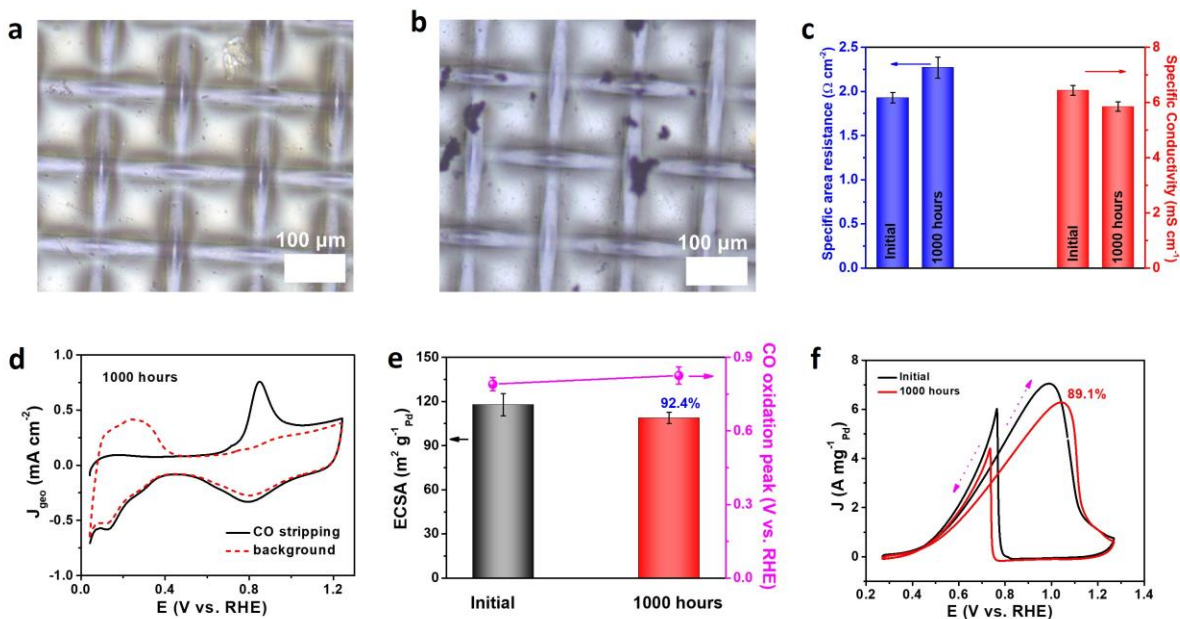 a
100 μm
b
100 μm
c
Specific area resistance (Ω cm⁻²)
2.5
2.0
1.5
1.0
0.5
0.0
Initial
1000 hours
Initial
1000 hours
8
6
4
2
0
Specific Conductivity (mS cm⁻¹)
d
J_geo (mA cm⁻²)
1.0
0.5
0.0
-0.5
-1.0
1000 hours
CO stripping
background
0.0
0.4
0.8
1.2
E (V vs. RHE)
e
ECSA (m² g⁻¹_Pd)
150
120
90
60
30
0
92.4%
Initial
1000 hours
0.9
0.6
0.3
0.0
CO oxidation peak (V vs. RHE)
f
J (A mg⁻¹_Pd)
8
6
4
2
0
Initial
1000 hours
89.1%
0.2
0.4
0.6
0.8
1.0
1.2
1.4
E (V vs. RHE)